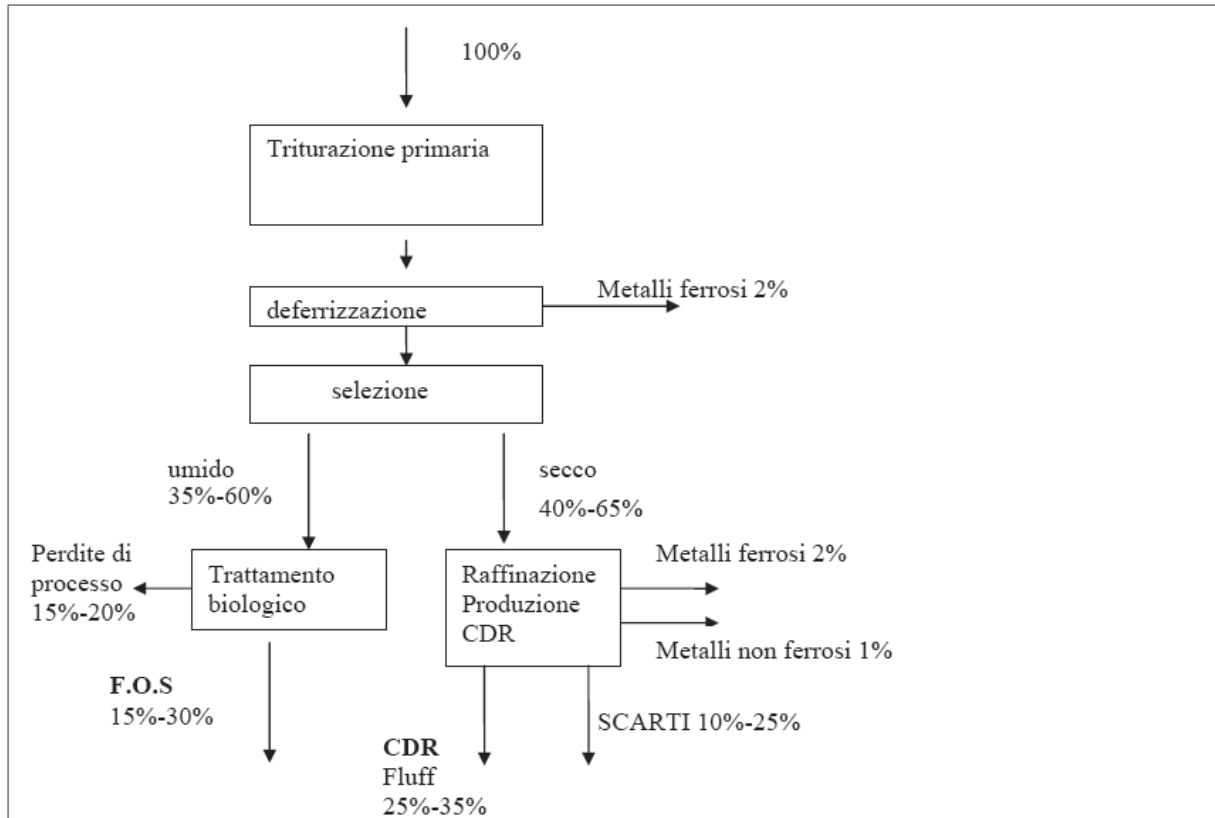 100%
Triturazione primaria
Metalli ferrosi 2%
deferrizzazione
selezione
umido
35%-60%
secco
40%-65%
Perdite di
processo
15%-20%
Trattamento
biologico
Raffinazione
Produzione
CDR
Metalli ferrosi 2%
Metalli non ferrosi 1%
F.O.S
15%-30%
SCARTI 10%-25%
CDR
Fluff
25%-35%